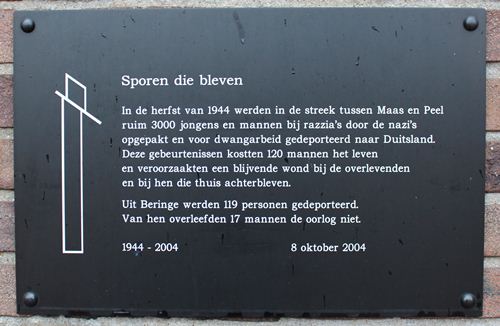 Sporen die bleven
In de herfst van 1944 werden in de streek tussen Maas en Peel
ruim 3000 jongens en mannen bij razzia's door de nazi's
opgepakt en voor dwangarbeid gedeporteerd naar Duitsland.
Deze gebeurtenissen kostten 120 mannen het leven
en veroorzaakten een blijvende wond bij de overlevenden
en bij hen die thuis achterbleven.
Uit Beringe werden 119 personen gedeporteerd.
Van hen overleefden 17 mannen de oorlog niet.
1944 - 2004 8 oktober 2004